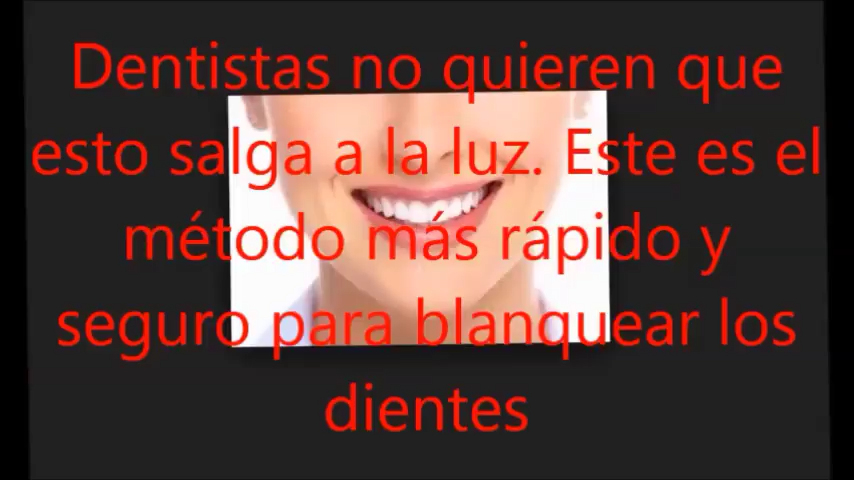 Dentistas no quieren que
esto salga a la luz. Este es el
método más rápido y
seguro para blanquear los
dientes